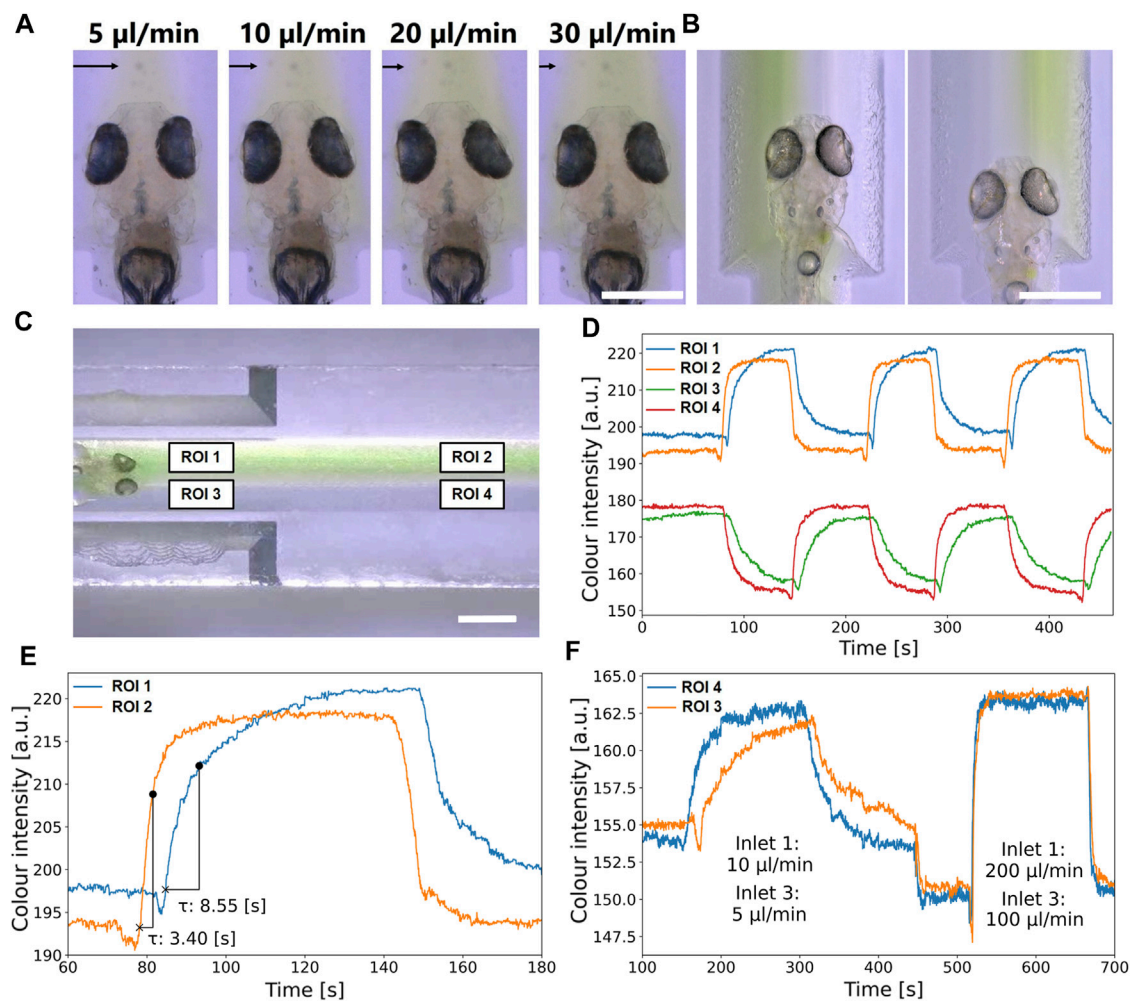 A
5 μl/min
10 μl/min
20 μl/min
30 μl/min
B
C
ROI 1
ROI 2
ROI 3
ROI 4
D
ROI 1
ROI 2
ROI 3
ROI 4
220
210
200
190
180
170
160
150
Colour intensity [a.u.]
0
100
200
300
400
Time [s]
E
ROI 1
ROI 2
220
215
210
205
200
195
190
Colour intensity [a.u.]
τ: 8.55 [s]
τ: 3.40 [s]
60
80
100
120
140
160
180
Time [s]
F
ROI 4
ROI 3
165.0
162.5
160.0
157.5
155.0
152.5
150.0
147.5
Colour intensity [a.u.]
Inlet 1:
10 μl/min
Inlet 3:
5 μl/min
Inlet 1:
200 μl/min
Inlet 3:
100 μl/min
100
200
300
400
500
600
700
Time [s]